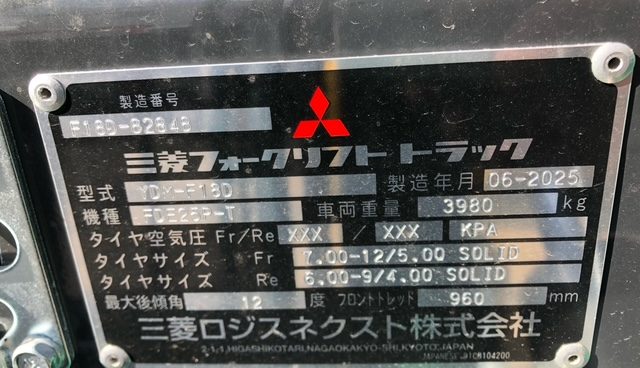 製造番号
F18D-82848
三菱フォークリフト トラック
型式 YDM-F18D 製造年月 06-2025
機種 FDE25P-T 車両重量 3980 kg
タイヤ空気圧 Fr/Re XXX / XXX KPA
タイヤサイズ Fr 7.00-12/5.00 SOLID
タイヤサイズ Re 6.00-9/4.00 SOLID
最大後傾角 12 度 フロントトレッド 960 mm
三菱ロジスネクスト株式会社
2-1,1,HIGASHIKOTARI,NAGAOKAKYO-SHI,KYOTO,JAPAN
JAPANESE